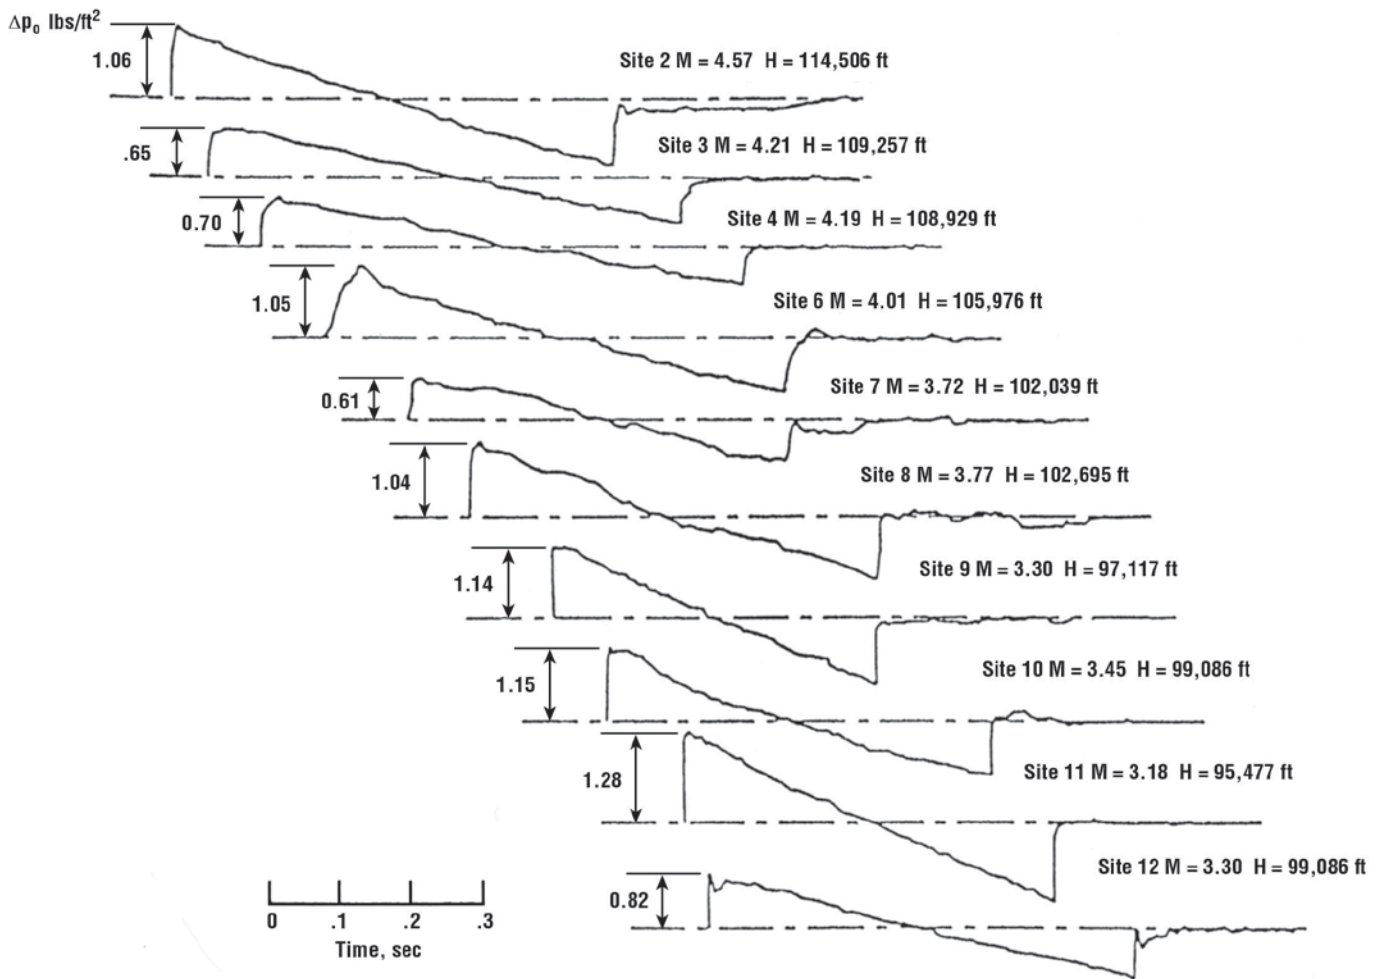 Δp₀ lbs/ft²
1.06
Site 2 M = 4.57 H = 114,506 ft
.65
Site 3 M = 4.21 H = 109,257 ft
0.70
Site 4 M = 4.19 H = 108,929 ft
1.05
Site 6 M = 4.01 H = 105,976 ft
0.61
Site 7 M = 3.72 H = 102,039 ft
1.04
Site 8 M = 3.77 H = 102,695 ft
1.14
Site 9 M = 3.30 H = 97,117 ft
1.15
Site 10 M = 3.45 H = 99,086 ft
1.28
Site 11 M = 3.18 H = 95,477 ft
0.82
Site 12 M = 3.30 H = 99,086 ft
0 .1 .2 .3
Time, sec